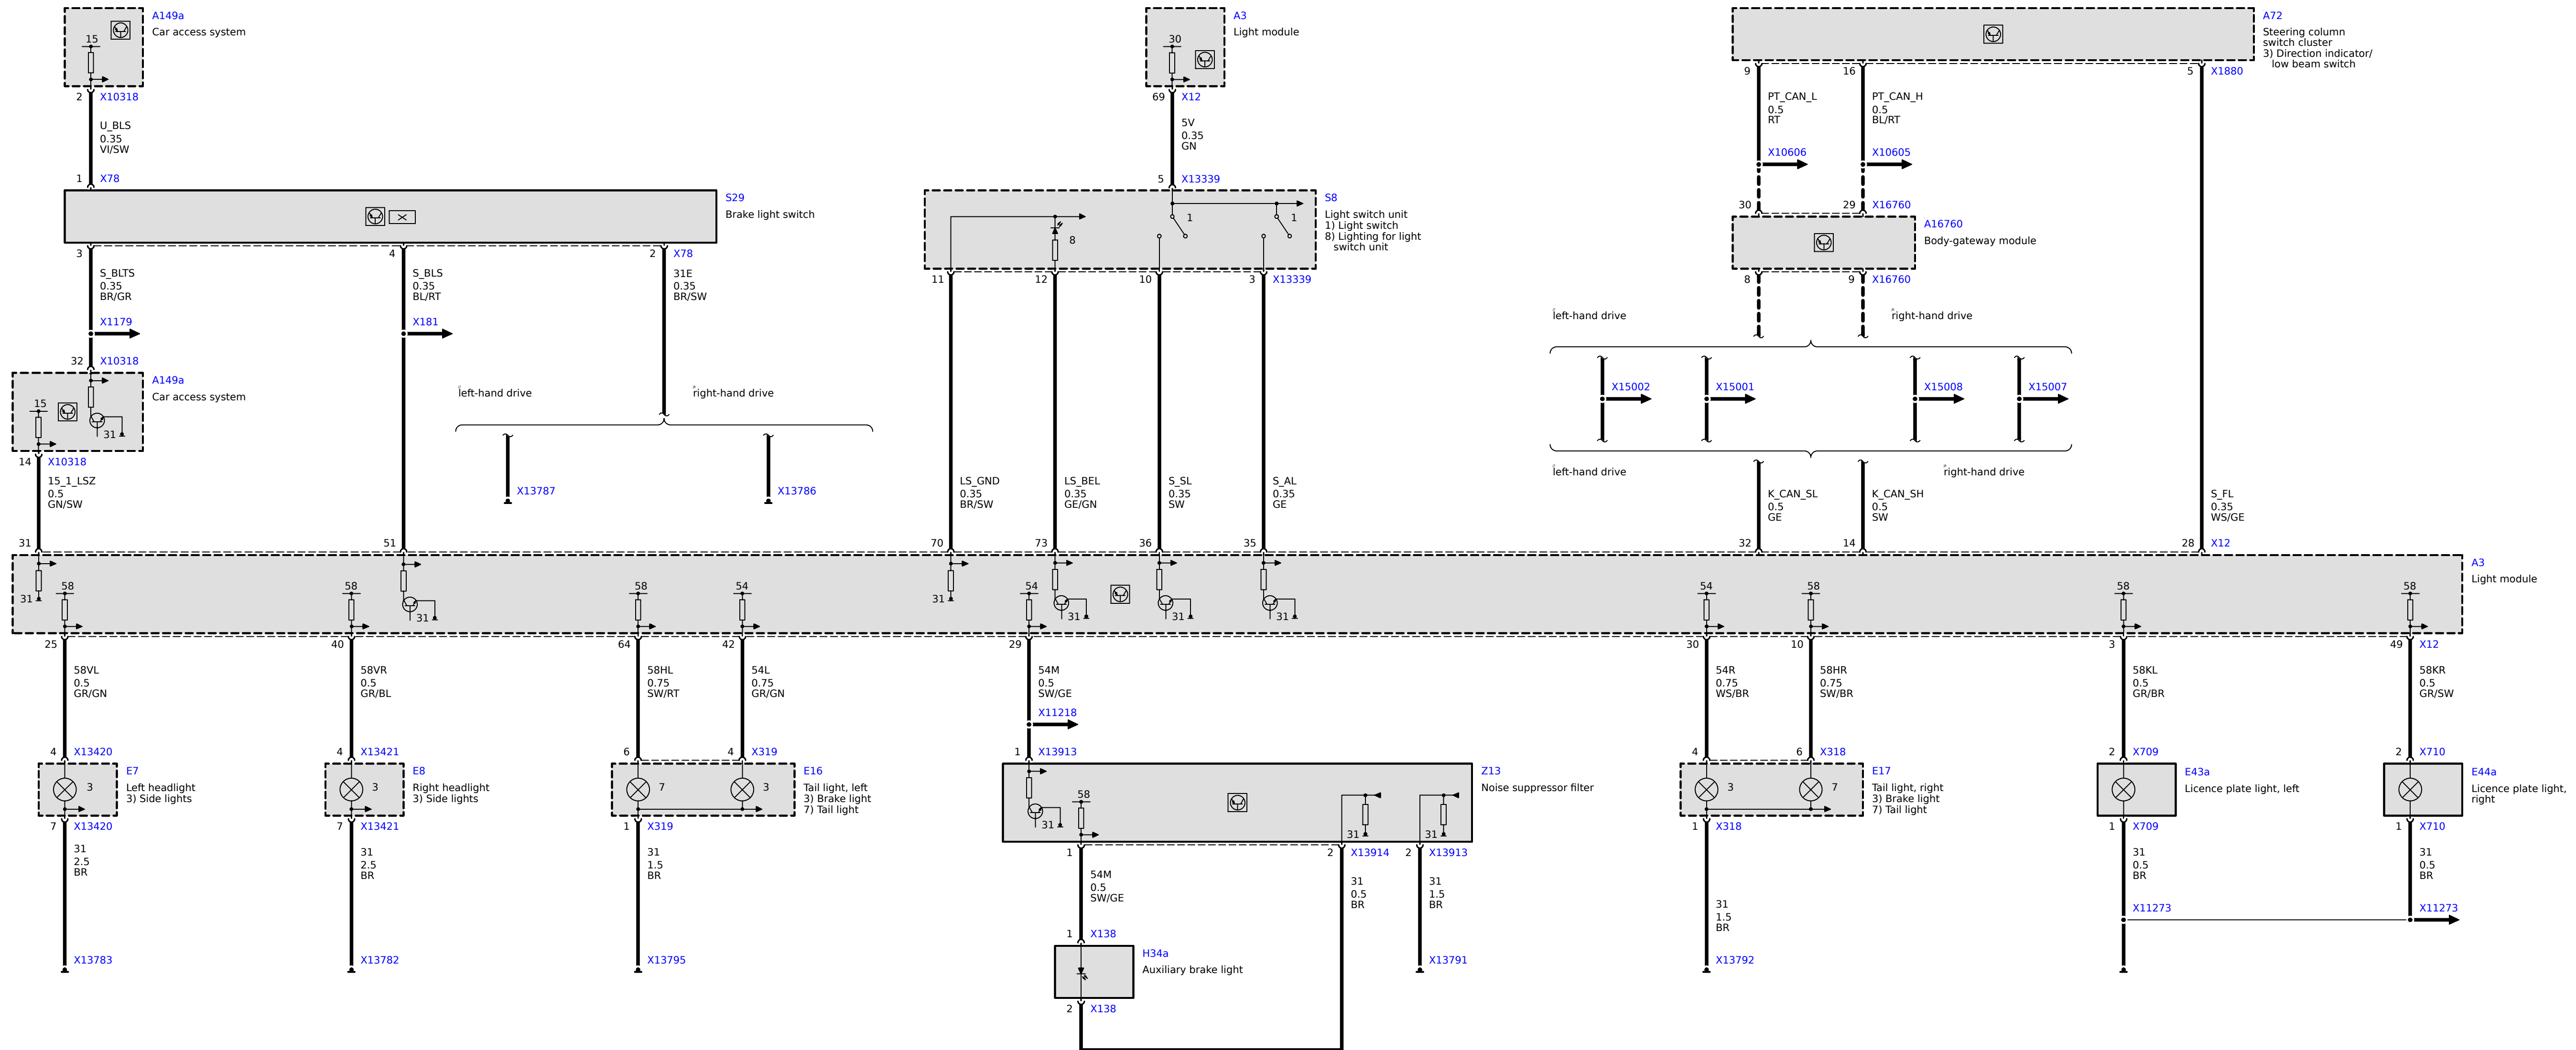 A149a
Car access system
15
2 X10318
U_BLS
0.35
VI/SW
1 X78
A3
Light module
30
69 X12
5V
0.35
GN
5 X13339
A72
Steering column
switch cluster
3) Direction indicator/
low beam switch
9 16 5 X1880
PT_CAN_L
0.5
RT
PT_CAN_H
0.5
BL/RT
X10606 X10605
30 29 X16760
S29
Brake light switch
3 4 2 X78
S_BLTS
0.35
BR/GR
S_BLS
0.35
BL/RT
31E
0.35
BR/SW
X1179 X181
32 X10318
A149a
Car access system
15 31
14 X10318
15_1_LSZ
0.5
GN/SW
left-hand drive right-hand drive
X13787 X13786
S8
Light switch unit
1) Light switch
8) Lighting for light
switch unit
1 1
8
11 12 10 3 X13339
LS_GND
0.35
BR/SW
LS_BEL
0.35
GE/GN
S_SL
0.35
SW
S_AL
0.35
GE
A16760
Body-gateway module
8 9 X16760
left-hand drive right-hand drive
X15002 X15001 X15008 X15007
left-hand drive right-hand drive
K_CAN_SL
0.5
GE
K_CAN_SH
0.5
SW
S_FL
0.35
WS/GE
31 51 70 73 36 35 32 14 28 X12
A3
Light module
58 58 58 54 54 54 58 58 58
31 31 31 31 31 31
25 40 64 42 29 30 10 3 49 X12
58VL
0.5
GR/GN
58VR
0.5
GR/BL
58HL
0.75
SW/RT
54L
0.75
GR/GN
54M
0.5
SW/GE
54R
0.75
WS/BR
58HR
0.75
SW/BR
58KL
0.5
GR/BR
58KR
0.5
GR/SW
X11218
4 X13420
4 X13421
6 4 X319
1 X13913
4 6 X318
2 X709
2 X710
E7
Left headlight
3) Side lights
3
E8
Right headlight
3) Side lights
3
E16
Tail light, left
3) Brake light
7) Tail light
7 3
Z13
Noise suppressor filter
58
31 31 31
E17
Tail light, right
3) Brake light
7) Tail light
3 7
E43a
Licence plate light, left
E44a
Licence plate light,
right
7 X13420
7 X13421
1 X319
1 2 X13914 2 X13913
1 X318
1 X709
1 X710
31
2.5
BR
31
2.5
BR
31
1.5
BR
54M
0.5
SW/GE
31
0.5
BR
31
1.5
BR
31
1.5
BR
31
0.5
BR
31
0.5
BR
X11273 X11273
1 X138
H34a
Auxiliary brake light
2 X138
X13783 X13782 X13795 X13791 X13792